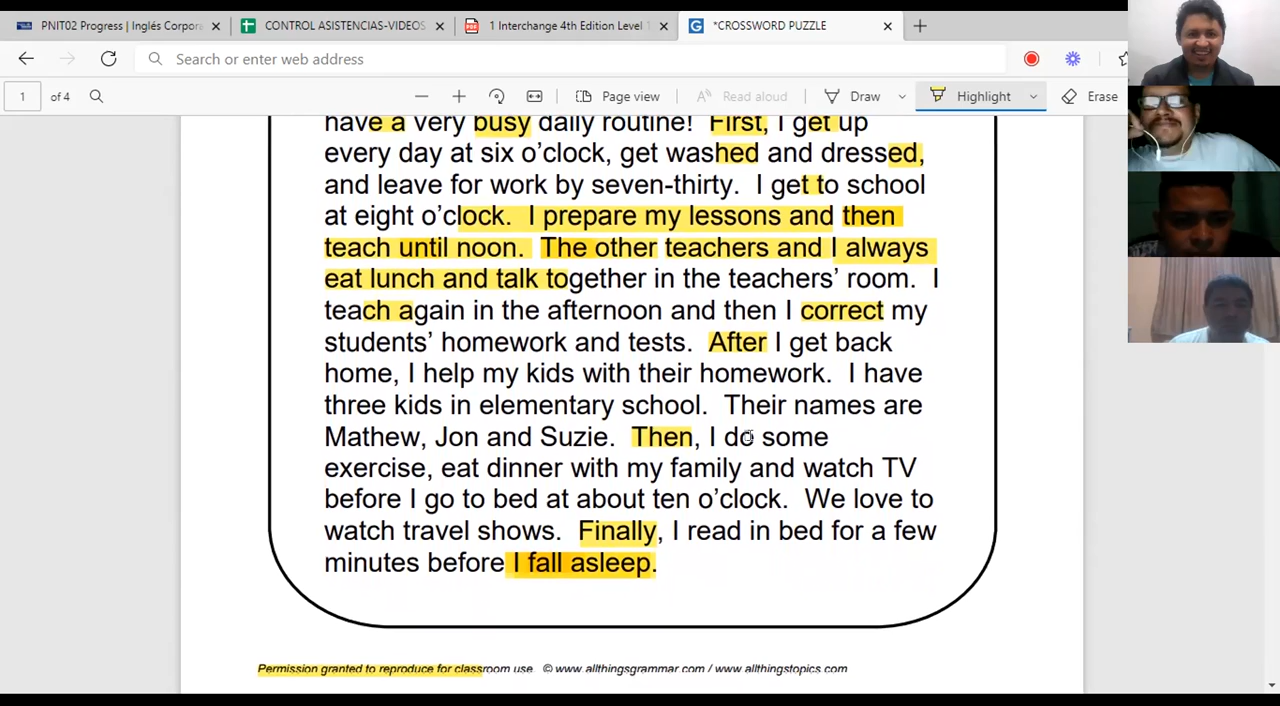 PNIT02 Progress | Inglés Corpora
CONTROL ASISTENCIAS-VIDEOS
1 Interchange 4th Edition Level 1
*CROSSWORD PUZZLE
Search or enter web address
1 of 4
Page view
Read aloud
Draw
Highlight
Erase
have a very busy daily routine! First, I get up
every day at six o’clock, get washed and dressed,
and leave for work by seven-thirty. I get to school
at eight o’clock. I prepare my lessons and then
teach until noon. The other teachers and I always
eat lunch and talk together in the teachers’ room. I
teach again in the afternoon and then I correct my
students’ homework and tests. After I get back
home, I help my kids with their homework. I have
three kids in elementary school. Their names are
Mathew, Jon and Suzie. Then, I do some
exercise, eat dinner with my family and watch TV
before I go to bed at about ten o’clock. We love to
watch travel shows. Finally, I read in bed for a few
minutes before I fall asleep.
Permission granted to reproduce for classroom use © www.allthingsgrammar.com / www.allthingstopics.com